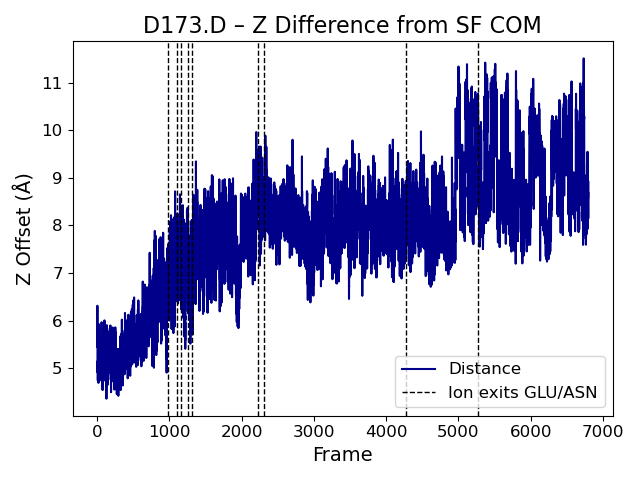 D173.D – Z Difference from SF COM
11
10
9
8
7
6
5
Z Offset (Å)
Distance
Ion exits GLU/ASN
0 1000 2000 3000 4000 5000 6000 7000
Frame